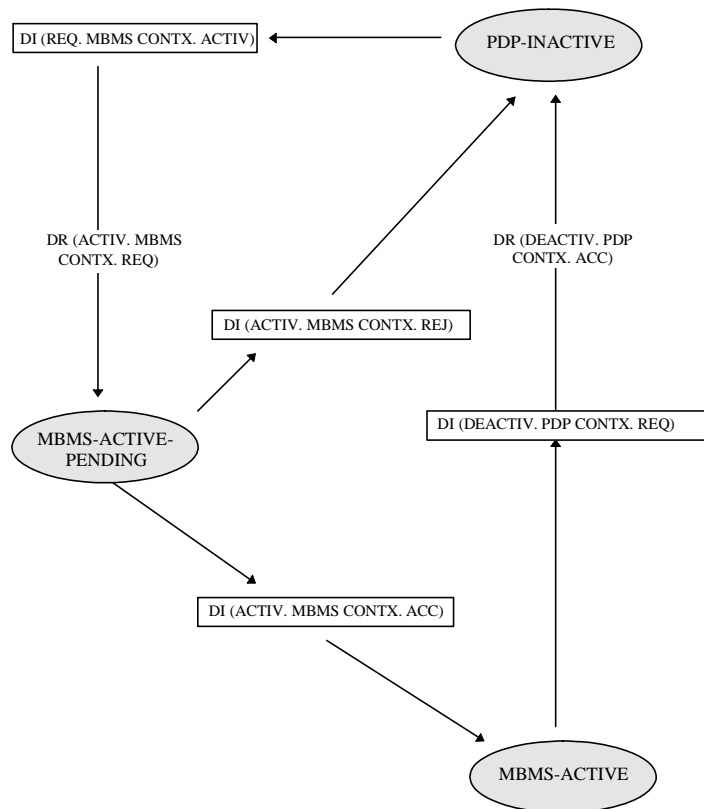 DI (REQ. MBMS CONTX. ACTIV)
PDP-INACTIVE
DR (ACTIV. MBMS
CONTX. REQ)
DR (DEACTIV. PDP
CONTX. ACC)
DI (ACTIV. MBMS CONTX. REJ)
MBMS-ACTIVE-
PENDING
DI (DEACTIV. PDP CONTX. REQ)
DI (ACTIV. MBMS CONTX. ACC)
MBMS-ACTIVE